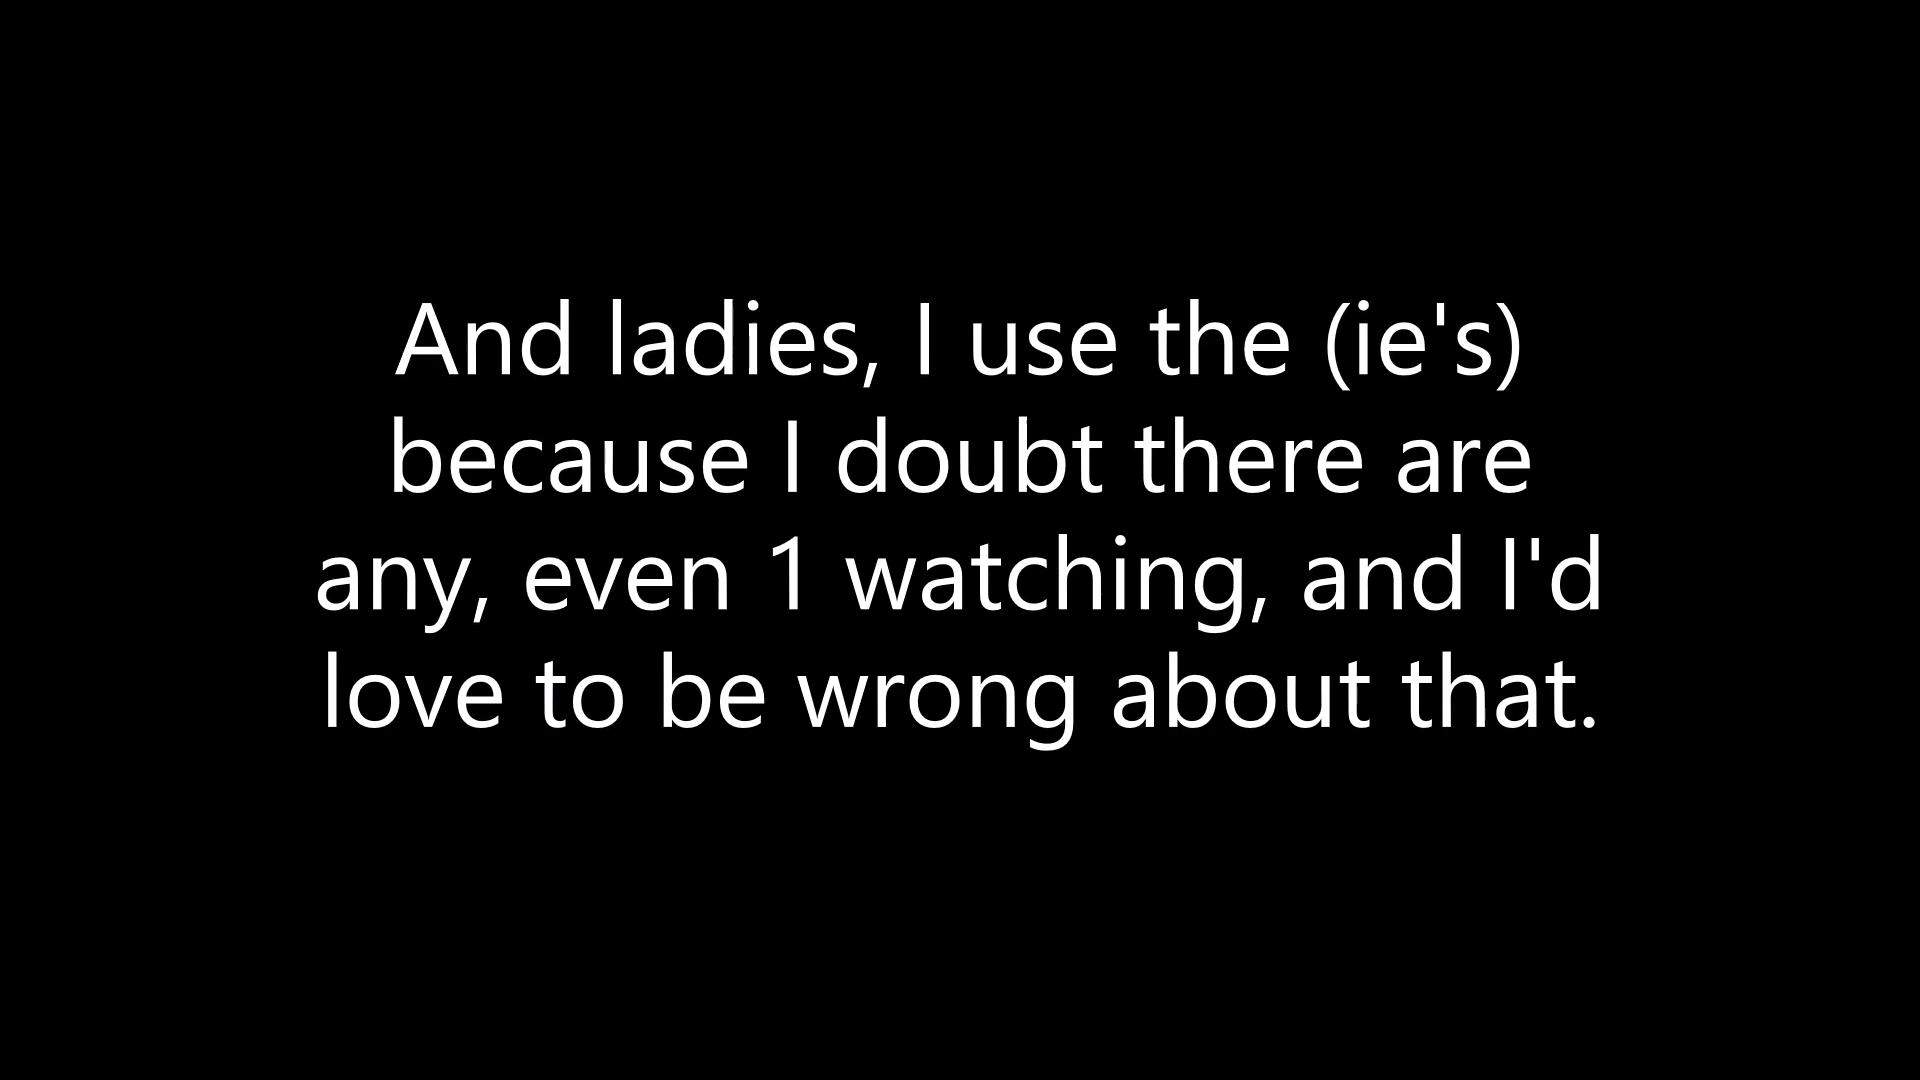 And ladies, I use the (ie's)
because I doubt there are
any, even 1 watching, and I'd
love to be wrong about that.